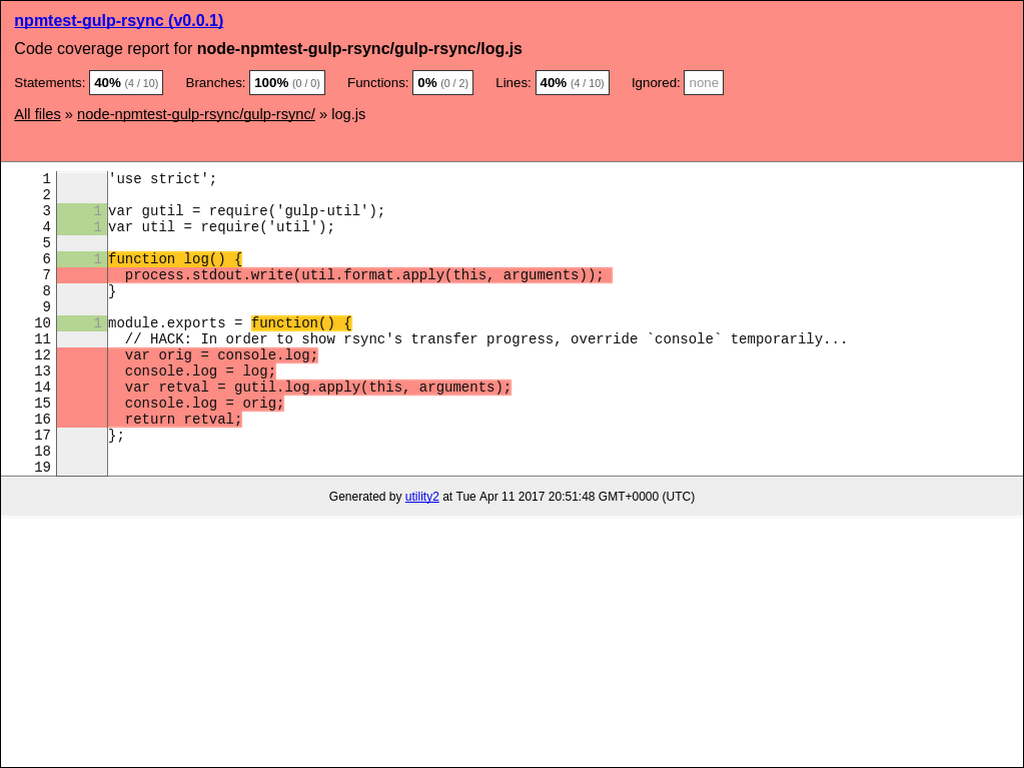 npmtest-gulp-rsync (v0.0.1)
Code coverage report for node-npmtest-gulp-rsync/gulp-rsync/log.js
Statements: 40% (4 / 10) Branches: 100% (0 / 0) Functions: 0% (0 / 2) Lines: 40% (4 / 10) Ignored: none
All files » node-npmtest-gulp-rsync/gulp-rsync/ » log.js
1 'use strict';
2
3 1 var gutil = require('gulp-util');
4 1 var util = require('util');
5
6 1 function log() {
7   process.stdout.write(util.format.apply(this, arguments));
8 }
9
10 1 module.exports = function() {
11   // HACK: In order to show rsync's transfer progress, override `console` temporarily...
12   var orig = console.log;
13   console.log = log;
14   var retval = gutil.log.apply(this, arguments);
15   console.log = orig;
16   return retval;
17 };
18
19
Generated by utility2 at Tue Apr 11 2017 20:51:48 GMT+0000 (UTC)